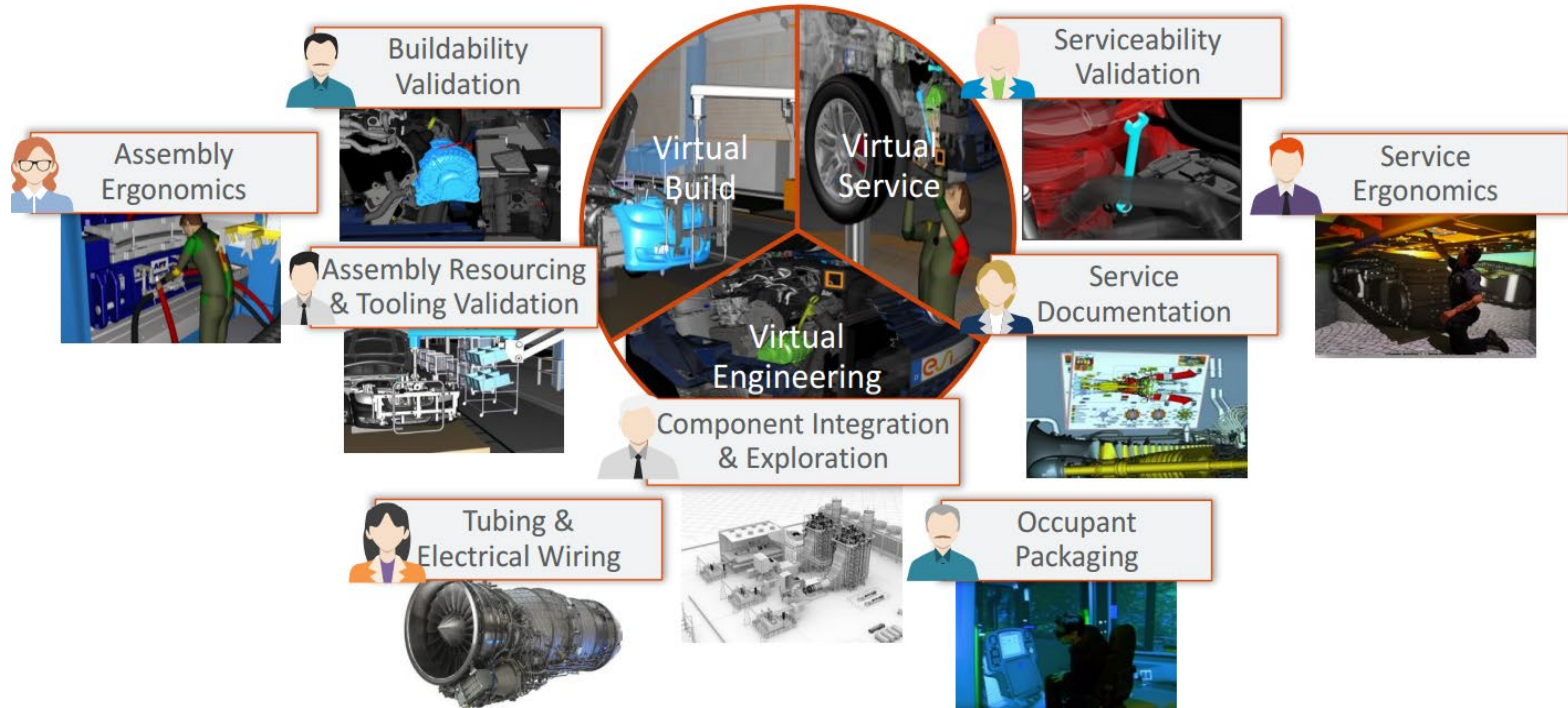 Buildability
Validation
Assembly
Ergonomics
Assembly Resourcing
& Tooling Validation
Virtual
Build
Virtual
Service
Virtual
Engineering
esi
Serviceability
Validation
Service
Ergonomics
Service
Documentation
Component Integration
& Exploration
Tubing &
Electrical Wiring
Occupant
Packaging